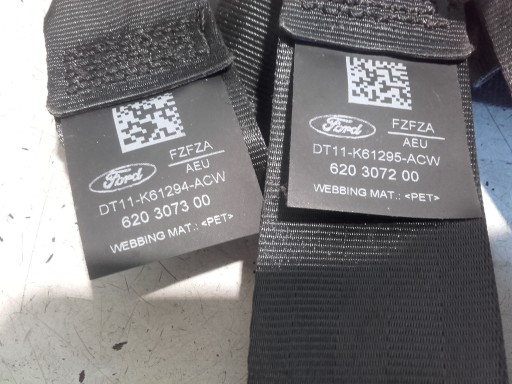 FZFZA
Ford
AEU
DT11-K61294-ACW
620 3073 00
WEBBING MAT.: <PET>
FZFZA
Ford
AEU
DT11-K61295-ACW
620 3072 00
WEBBING MAT.: <PET>